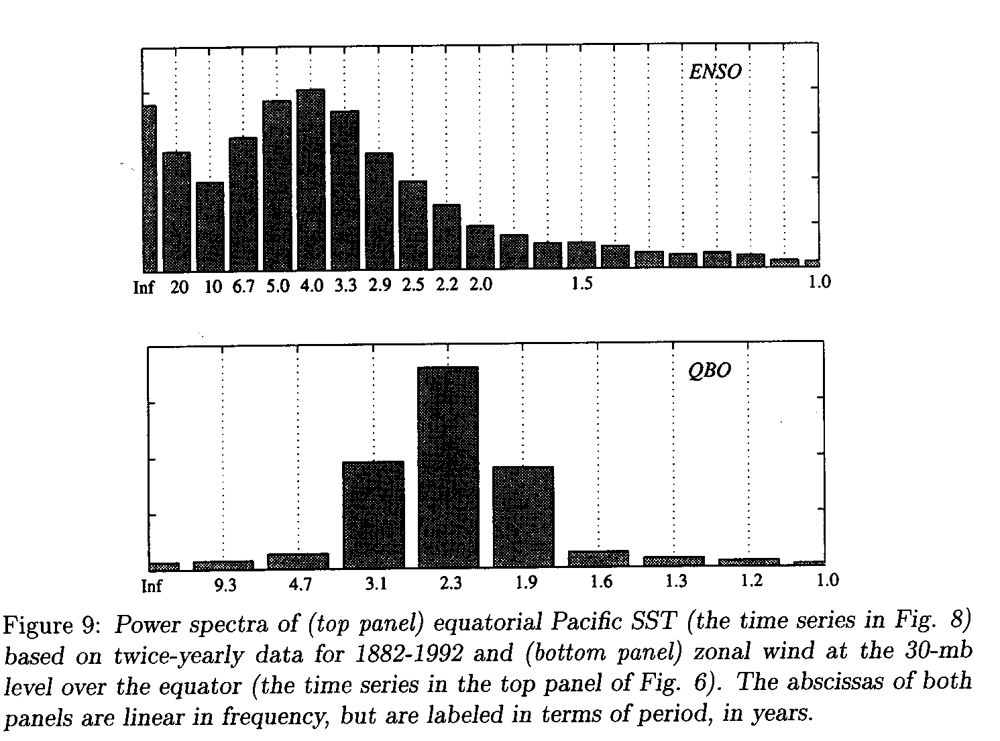 ENSO
Inf 20 10 6.7 5.0 4.0 3.3 2.9 2.5 2.2 2.0 1.5 1.0
QBO
Inf 9.3 4.7 3.1 2.3 1.9 1.6 1.3 1.2 1.0
Figure 9: Power spectra of (top panel) equatorial Pacific SST (the time series in Fig. 8)
based on twice-yearly data for 1882-1992 and (bottom panel) zonal wind at the 30-mb
level over the equator (the time series in the top panel of Fig. 6). The abscissas of both
panels are linear in frequency, but are labeled in terms of period, in years.